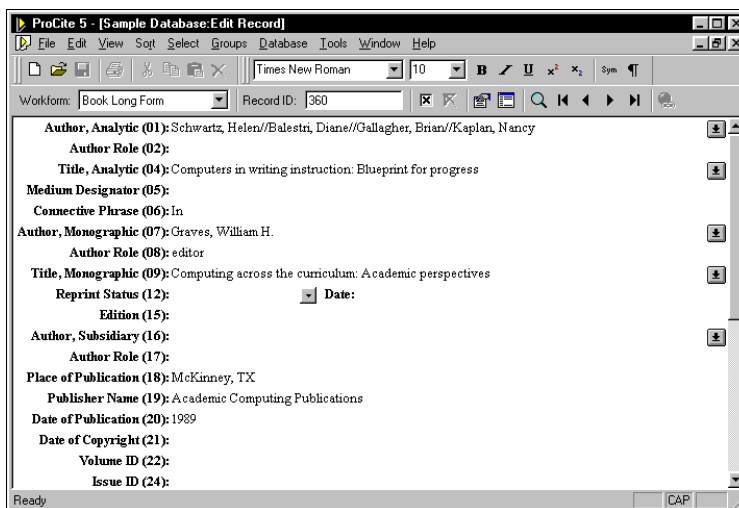 ProCite 5 - [Sample Database:Edit Record]
File Edit View Sort Select Groups Database Tools Window Help
Times New Roman 10 B I U x² x₂ Sym ¶
Workform: Book Long Form Record ID: 360
Author, Analytic (01): Schwartz, Helen//Balestri, Diane//Gallagher, Brian//Kaplan, Nancy
Author Role (02):
Title, Analytic (04): Computers in writing instruction: Blueprint for progress
Medium Designator (05):
Connective Phrase (06): In
Author, Monographic (07): Graves, William H.
Author Role (08): editor
Title, Monographic (09): Computing across the curriculum: Academic perspectives
Reprint Status (12): Date:
Edition (15):
Author, Subsidiary (16):
Author Role (17):
Place of Publication (18): McKinney, TX
Publisher Name (19): Academic Computing Publications
Date of Publication (20): 1989
Date of Copyright (21):
Volume ID (22):
Issue ID (24):
Ready CAP